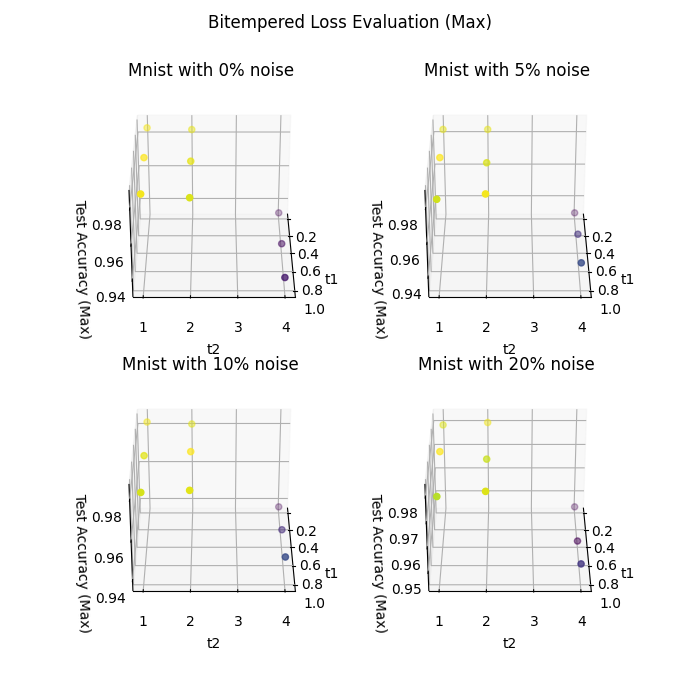 Bitempered Loss Evaluation (Max)
Mnist with 0% noise
Test Accuracy (Max)
0.98
0.96
0.94
1 2 3 4
t2
0.2
0.4
0.6
0.8
1.0
t1
Mnist with 5% noise
Test Accuracy (Max)
0.98
0.96
0.94
1 2 3 4
t2
0.2
0.4
0.6
0.8
1.0
t1
Mnist with 10% noise
Test Accuracy (Max)
0.98
0.96
0.94
1 2 3 4
t2
0.2
0.4
0.6
0.8
1.0
t1
Mnist with 20% noise
Test Accuracy (Max)
0.98
0.97
0.96
0.95
1 2 3 4
t2
0.2
0.4
0.6
0.8
1.0
t1